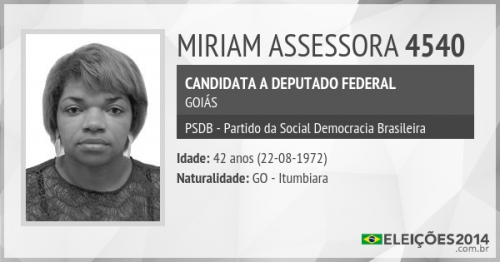 MIRIAM ASSESSORA 4540
CANDIDATA A DEPUTADO FEDERAL
GOIÁS
PSDB - Partido da Social Democracia Brasileira
Idade: 42 anos (22-08-1972)
Naturalidade: GO - Itumbiara
ELEIÇÕES2014
.com.br